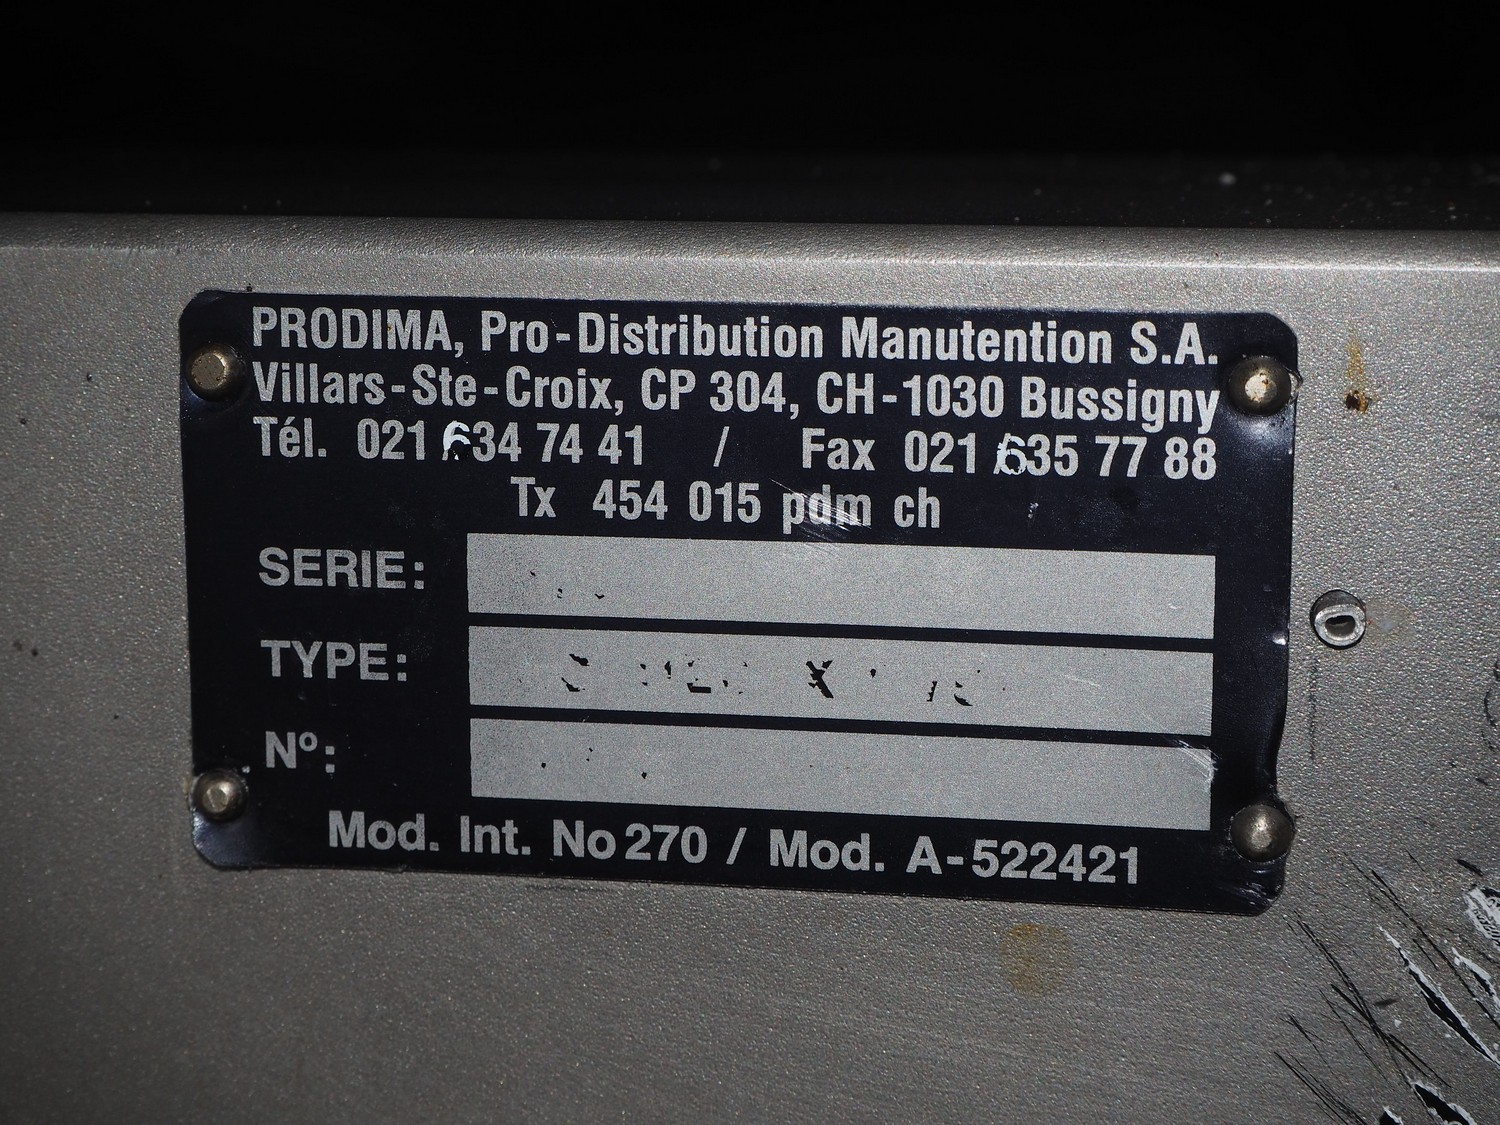 PRODIMA, Pro-Distribution Manutention S.A.
Villars-Ste-Croix, CP 304, CH-1030 Bussigny
Tél. 021 634 74 41 / Fax 021 635 77 88
Tx 454 015 pdm ch
SERIE:
TYPE:
Nº:
Mod. Int. No 270 / Mod. A-522421